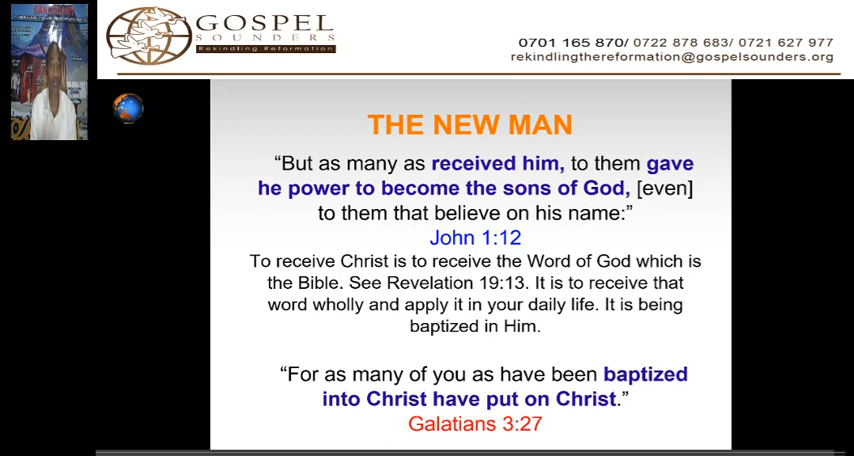 SANCTUARY
GOSPEL
SOUNDERS
Rekindling Reformation
0701 165 870/ 0722 878 683/ 0721 627 977
rekindlingthereformation@gospelsounders.org
THE NEW MAN
“But as many as received him, to them gave
he power to become the sons of God, [even]
to them that believe on his name:”
John 1:12
To receive Christ is to receive the Word of God which is
the Bible. See Revelation 19:13. It is to receive that
word wholly and apply it in your daily life. It is being
baptized in Him.
“For as many of you as have been baptized
into Christ have put on Christ.”
Galatians 3:27